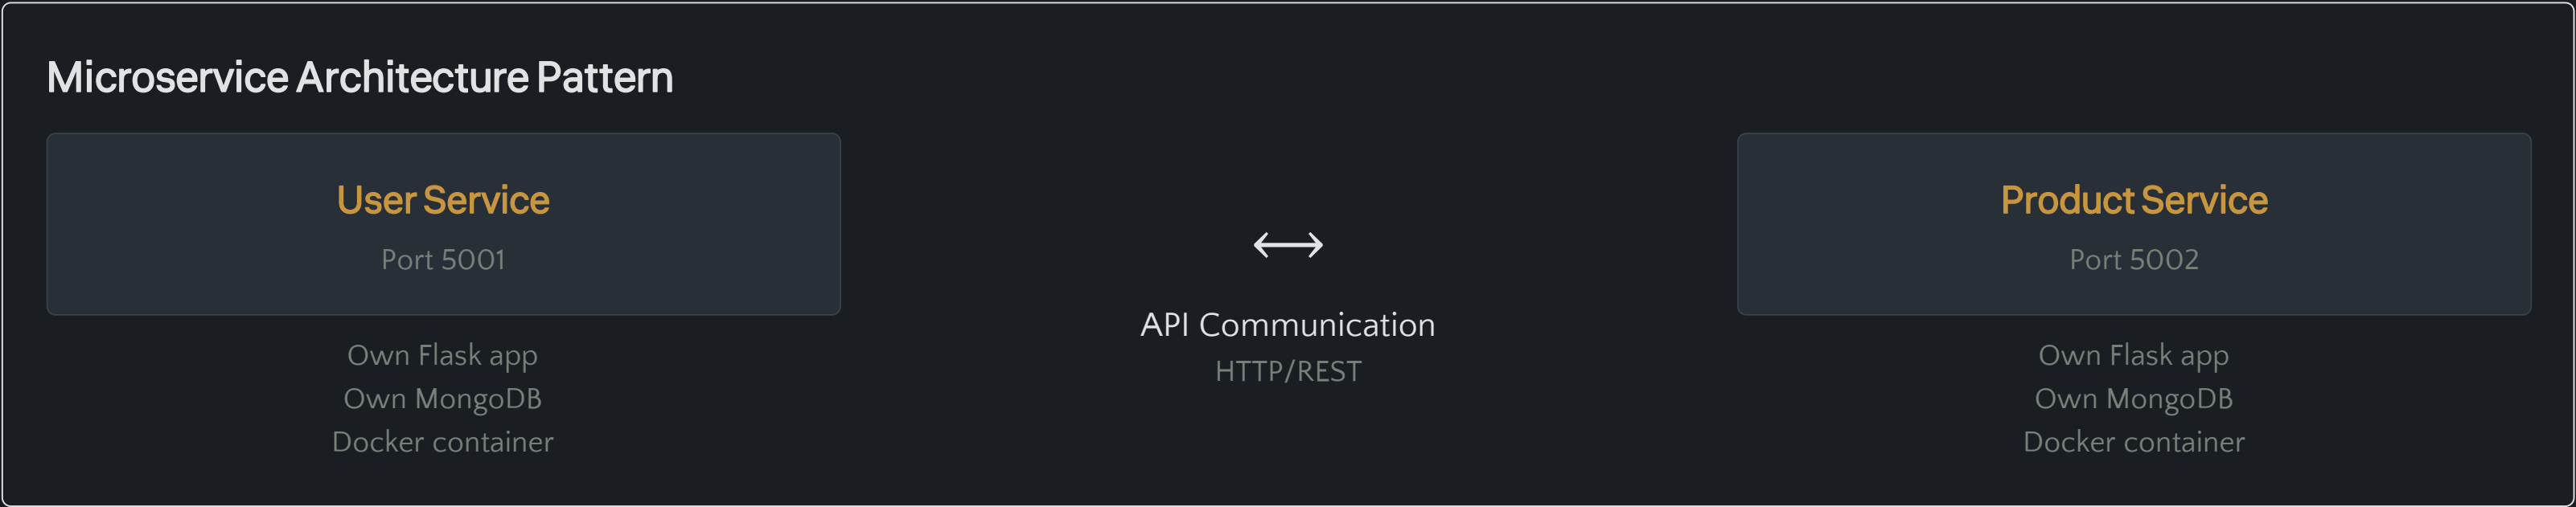 Microservice Architecture Pattern
User Service
Port 5001
Own Flask app
Own MongoDB
Docker container
⟷
API Communication
HTTP/REST
Product Service
Port 5002
Own Flask app
Own MongoDB
Docker container